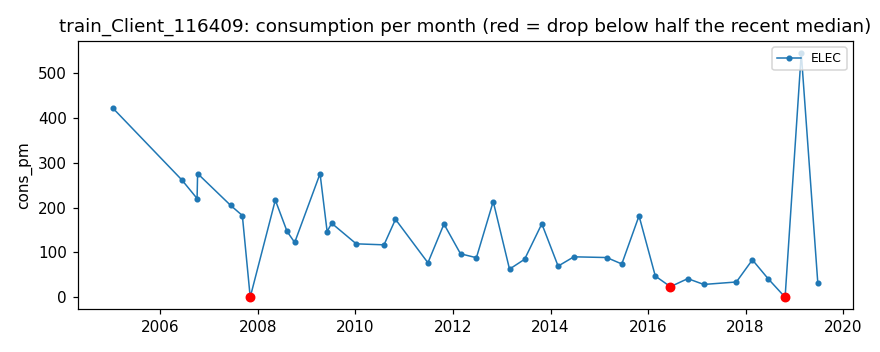 train_Client_116409: consumption per month (red = drop below half the recent median)
ELEC
500
400
300
200
100
0
cons_pm
2006 2008 2010 2012 2014 2016 2018 2020